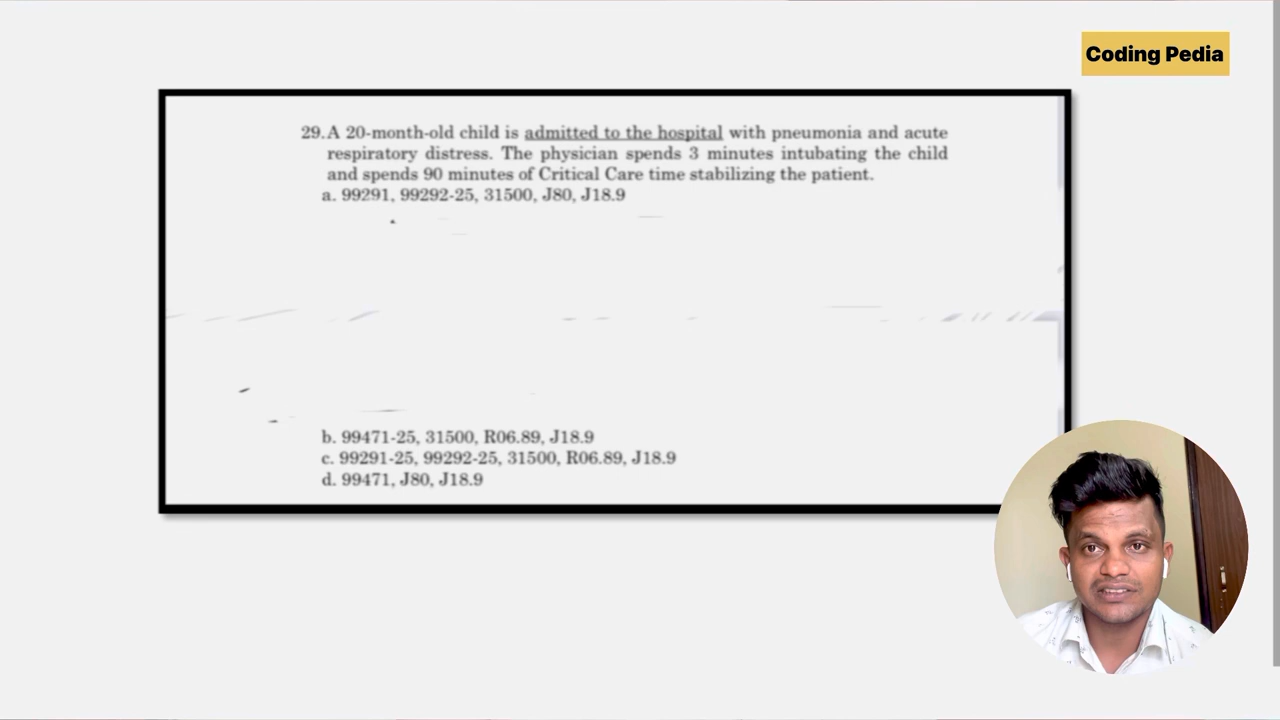 Coding Pedia
29. A 20-month-old child is admitted to the hospital with pneumonia and acute
respiratory distress. The physician spends 3 minutes intubating the child
and spends 90 minutes of Critical Care time stabilizing the patient.
a. 99291, 99292-25, 31500, J80, J18.9
b. 99471-25, 31500, R06.89, J18.9
c. 99291-25, 99292-25, 31500, R06.89, J18.9
d. 99471, J80, J18.9